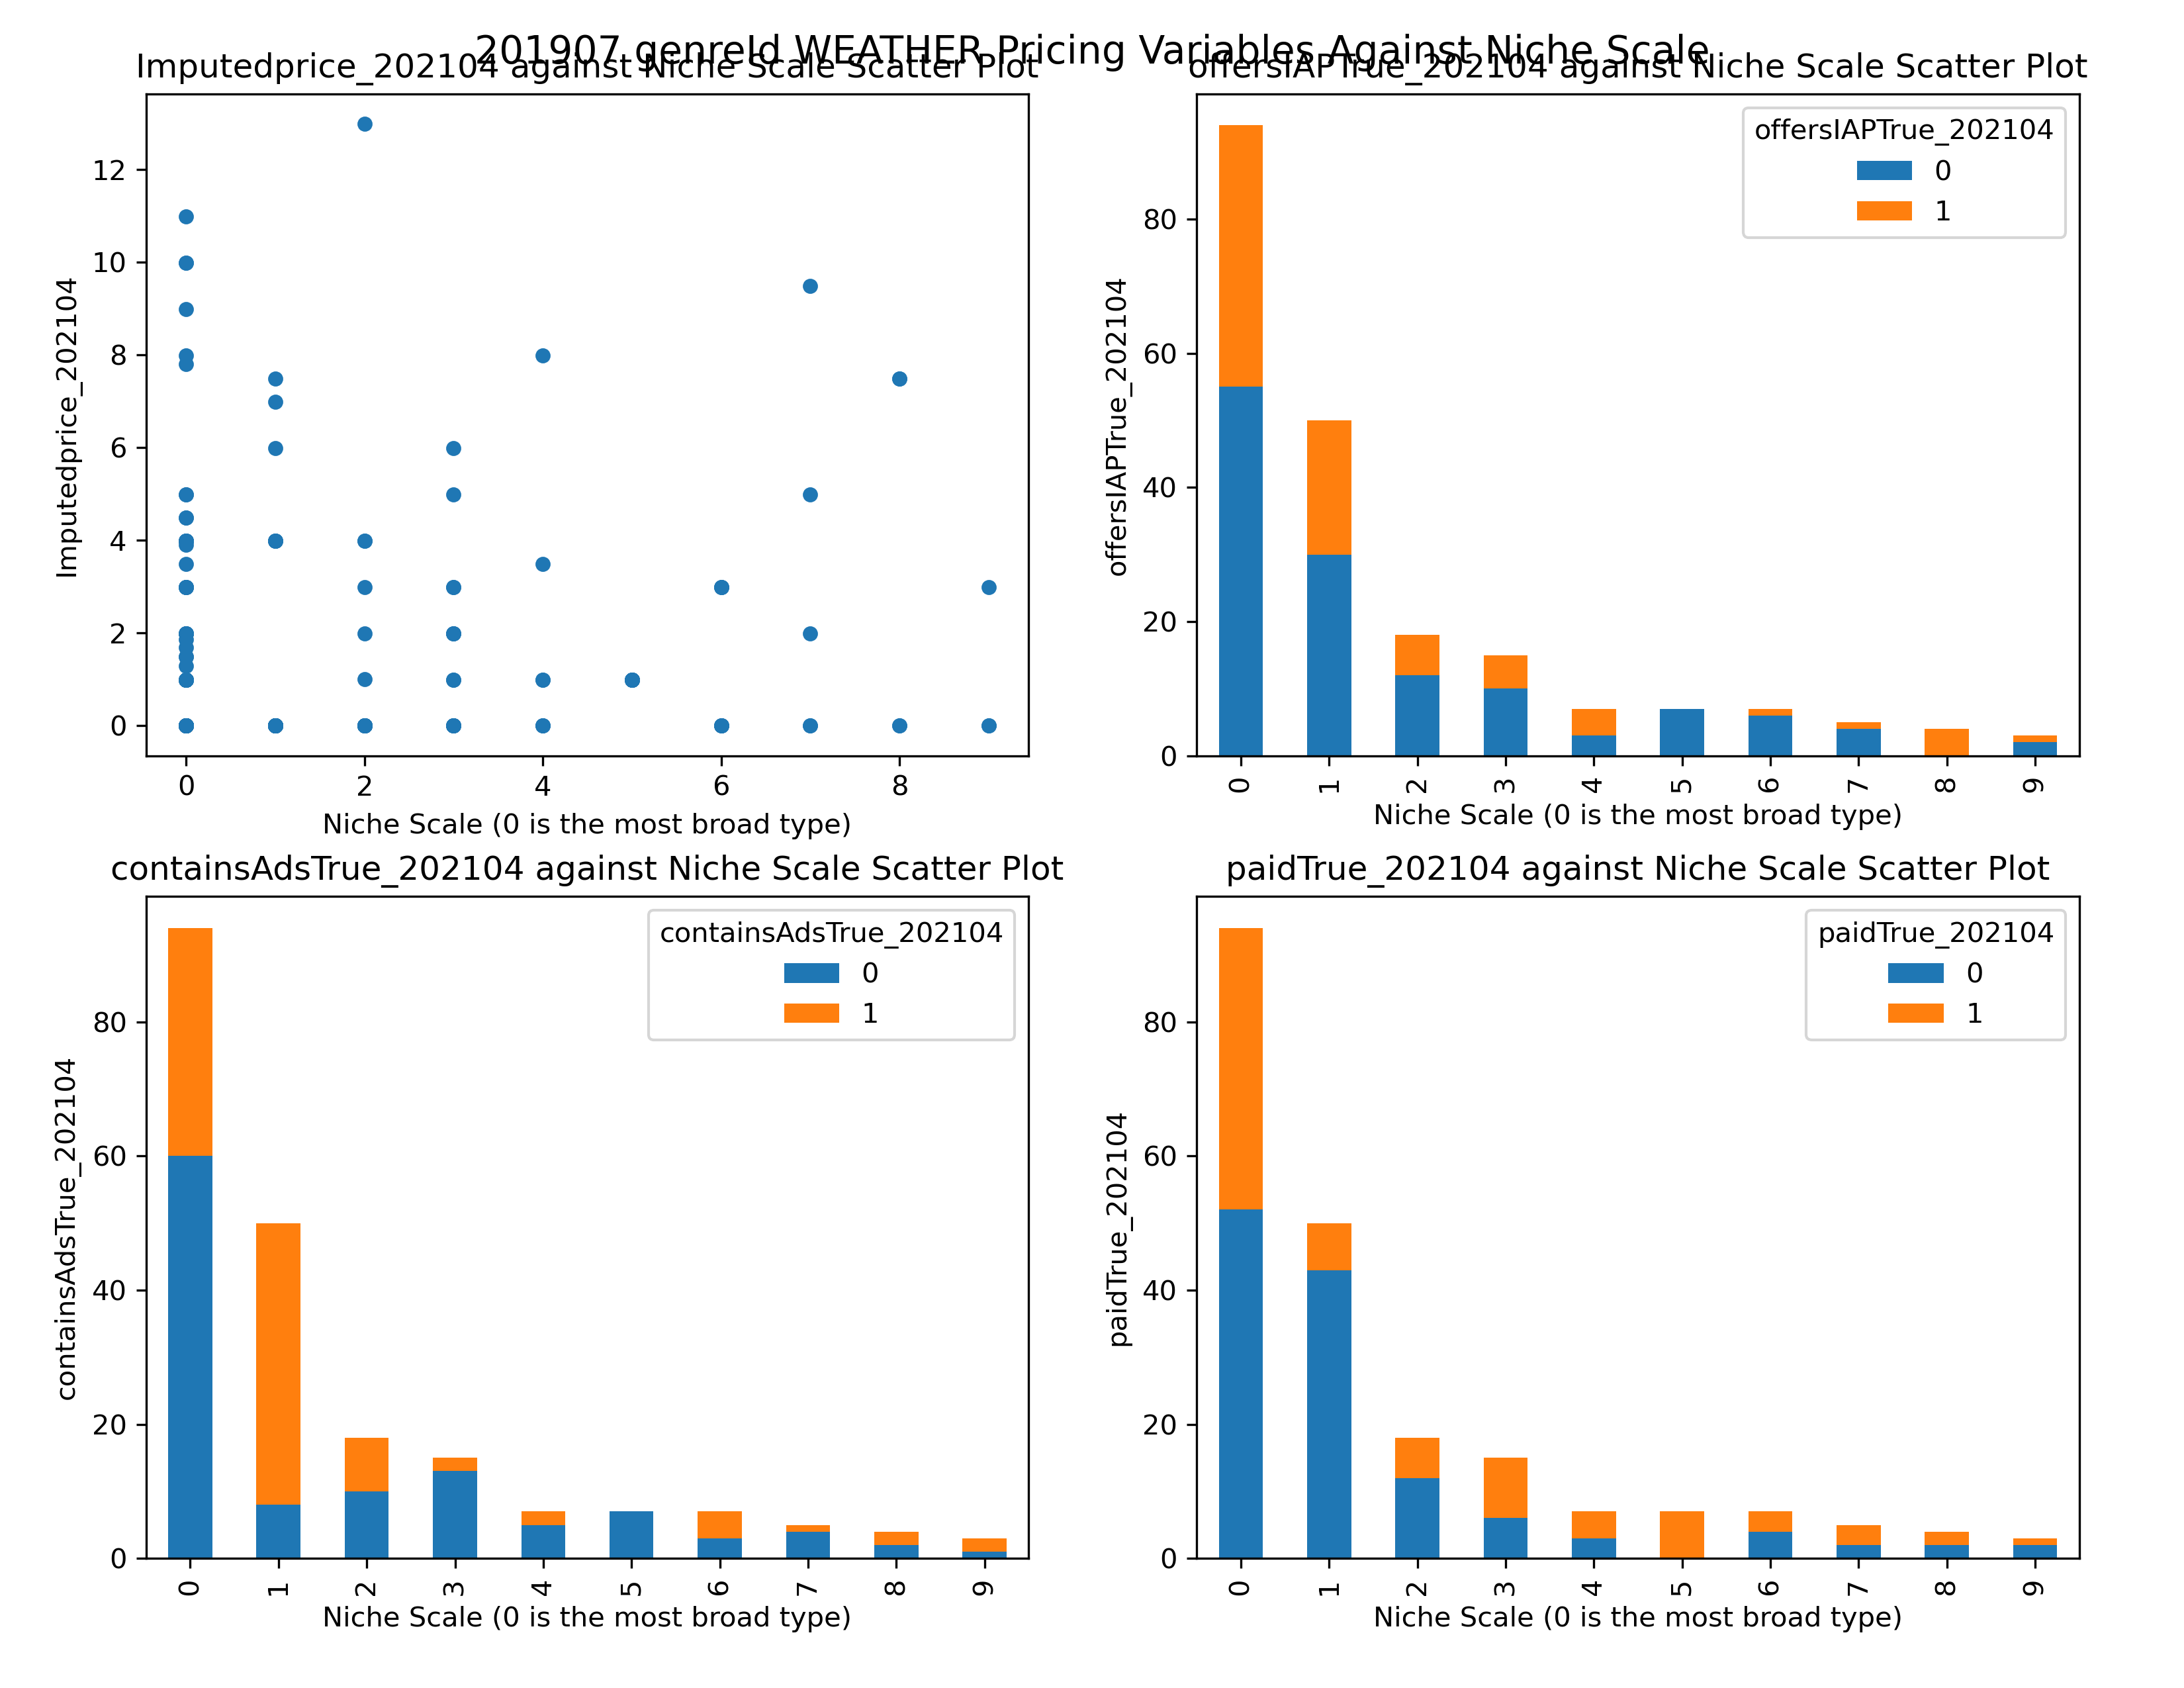 201907 genreId WEATHER Pricing Variables Against Niche Scale
Imputedprice_202104 against Niche Scale Scatter Plot
Imputedprice_202104
12
10
8
6
4
2
0
0 2 4 6 8
Niche Scale (0 is the most broad type)
offersIAPTrue_202104 against Niche Scale Scatter Plot
offersIAPTrue_202104
offersIAPTrue_202104
0
1
80
60
40
20
0
0 1 2 3 4 5 6 7 8 9
Niche Scale (0 is the most broad type)
containsAdsTrue_202104 against Niche Scale Scatter Plot
containsAdsTrue_202104
containsAdsTrue_202104
0
1
80
60
40
20
0
0 1 2 3 4 5 6 7 8 9
Niche Scale (0 is the most broad type)
paidTrue_202104 against Niche Scale Scatter Plot
paidTrue_202104
paidTrue_202104
0
1
80
60
40
20
0
0 1 2 3 4 5 6 7 8 9
Niche Scale (0 is the most broad type)